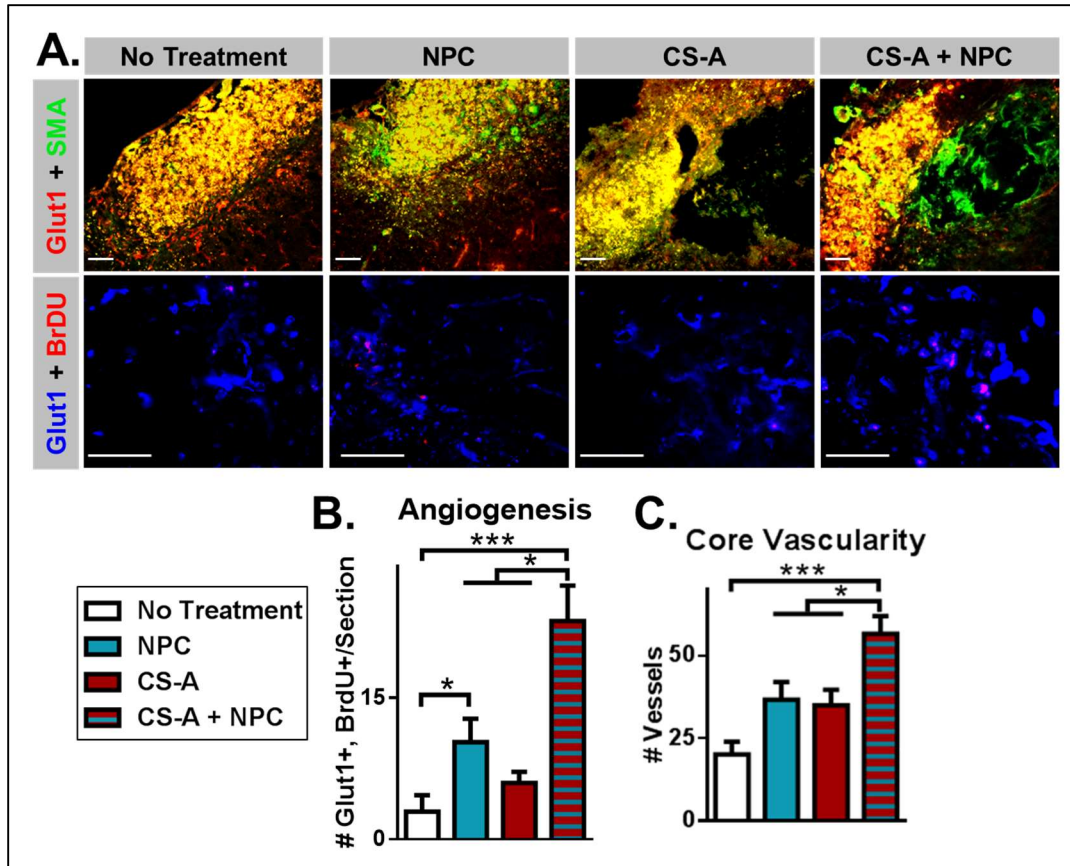 A.
No Treatment
NPC
CS-A
CS-A + NPC
Glut1 + SMA
Glut1 + BrDU
B.
Angiogenesis
***
*
*
# Glut1+, BrdU+/Section
15
0
C.
Core Vascularity
***
*
# Vessels
50
25
0
No Treatment
NPC
CS-A
CS-A + NPC